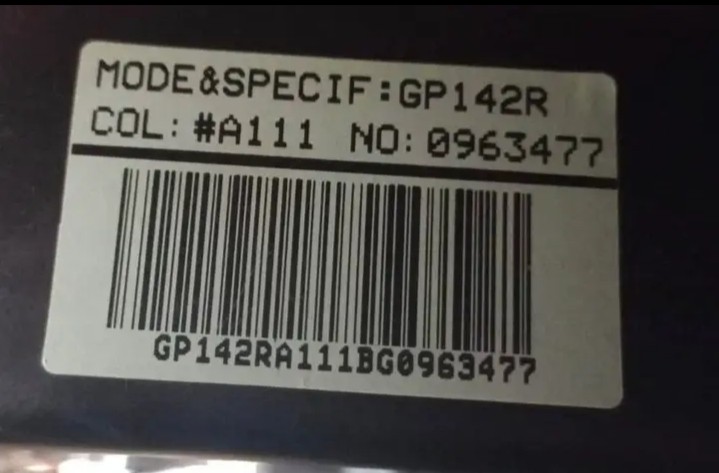 MODE&SPECIF:GP142R
COL: #A111 NO: 0963477
GP142RA111BG0963477